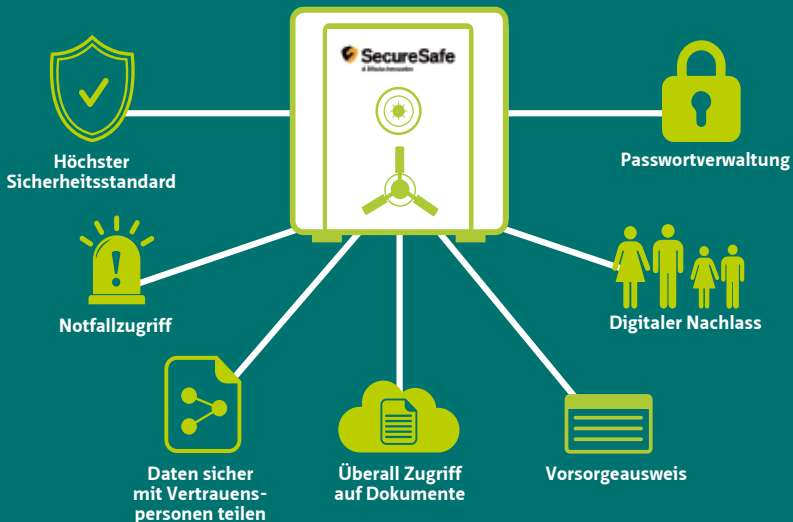 SecureSafe
Höchster
Sicherheitsstandard
Passwortverwaltung
Notfallzugriff
Digitaler Nachlass
Daten sicher
mit Vertrauens-
personen teilen
Überall Zugriff
auf Dokumente
Vorsorgeausweis